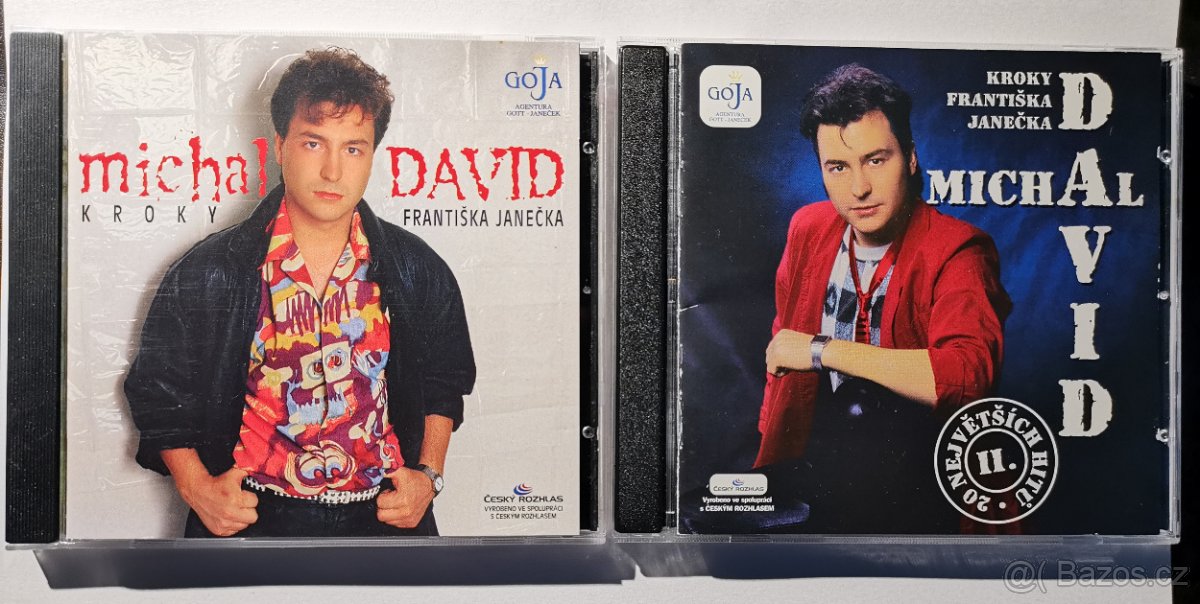 GOJA
AGENTURA
GOTT - JANEČEK
michal DAVID
KROKY FRANTIŠKA JANEČKA
ČESKÝ ROZHLAS
VYROBENO VE SPOLUPRÁCI
S ČESKÝM ROZHLASEM
GOJA
AGENTURA
GOTT - JANEČEK
KROKY
FRANTIŠKA
JANEČKA
MICHAL
DAVID
20 NEJVĚTŠÍCH HITŮ
II.
ČESKÝ ROZHLAS
Vyrobeno ve spolupráci
s ČESKÝM ROZHLASEM
@( Bazos.cz